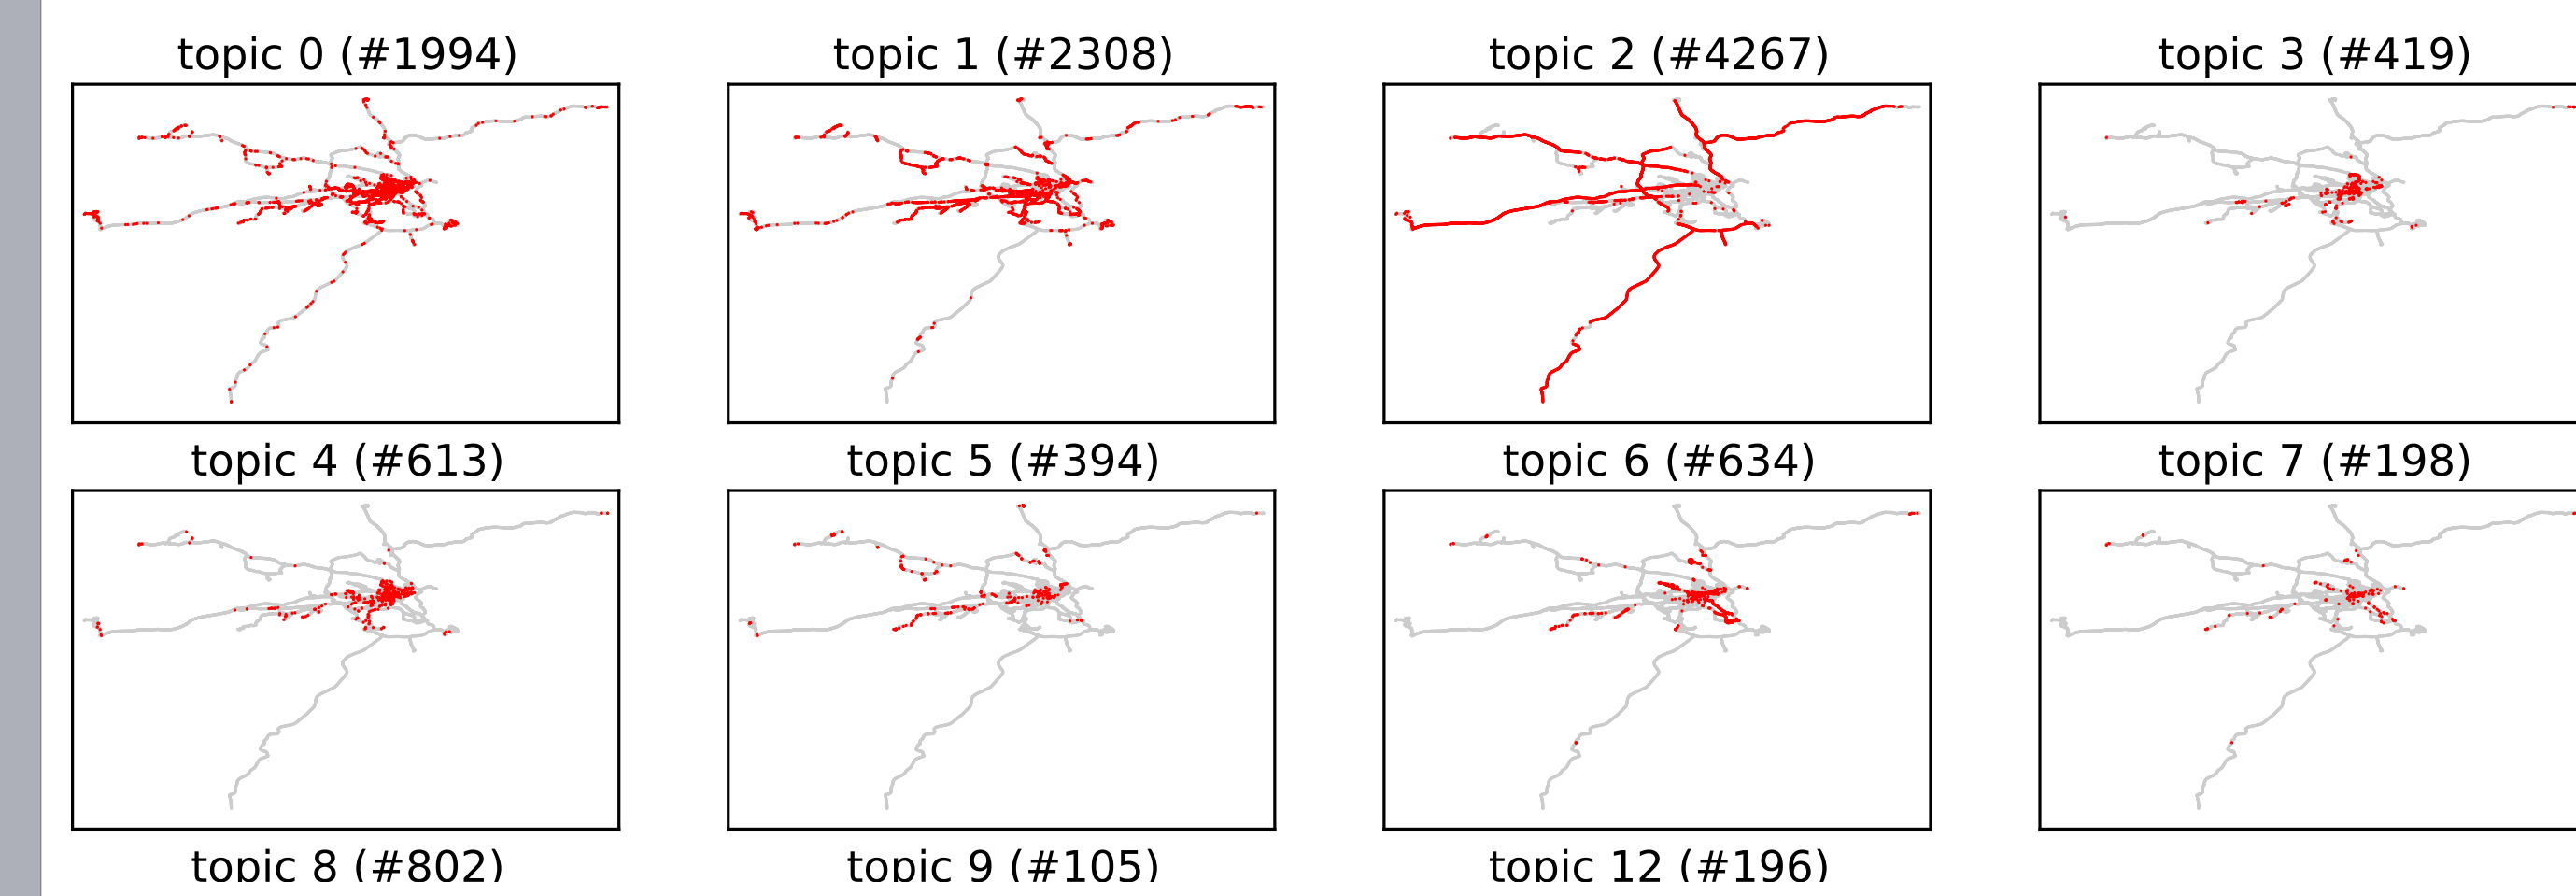 topic 0 (#1994)
topic 1 (#2308)
topic 2 (#4267)
topic 3 (#419)
topic 4 (#613)
topic 5 (#394)
topic 6 (#634)
topic 7 (#198)
topic 8 (#802)
topic 9 (#105)
topic 12 (#196)